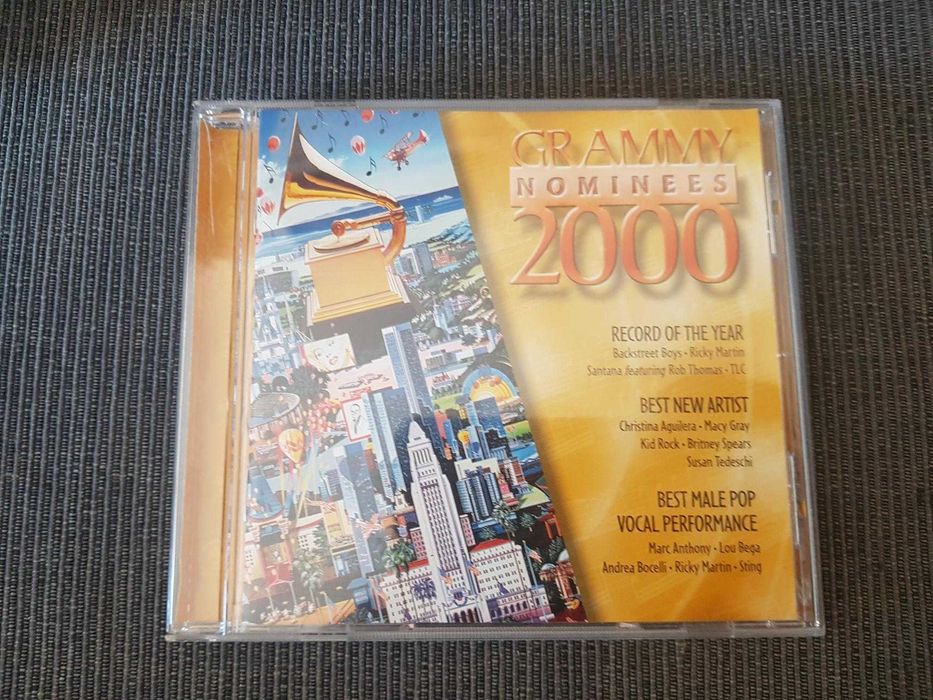 GRAMMY
NOMINEES
2000
RECORD OF THE YEAR
Backstreet Boys • Ricky Martin
Santana featuring Rob Thomas • TLC
BEST NEW ARTIST
Christina Aguilera • Macy Gray
Kid Rock • Britney Spears
Susan Tedeschi
BEST MALE POP
VOCAL PERFORMANCE
Marc Anthony • Lou Bega
Andrea Bocelli • Ricky Martin • Sting